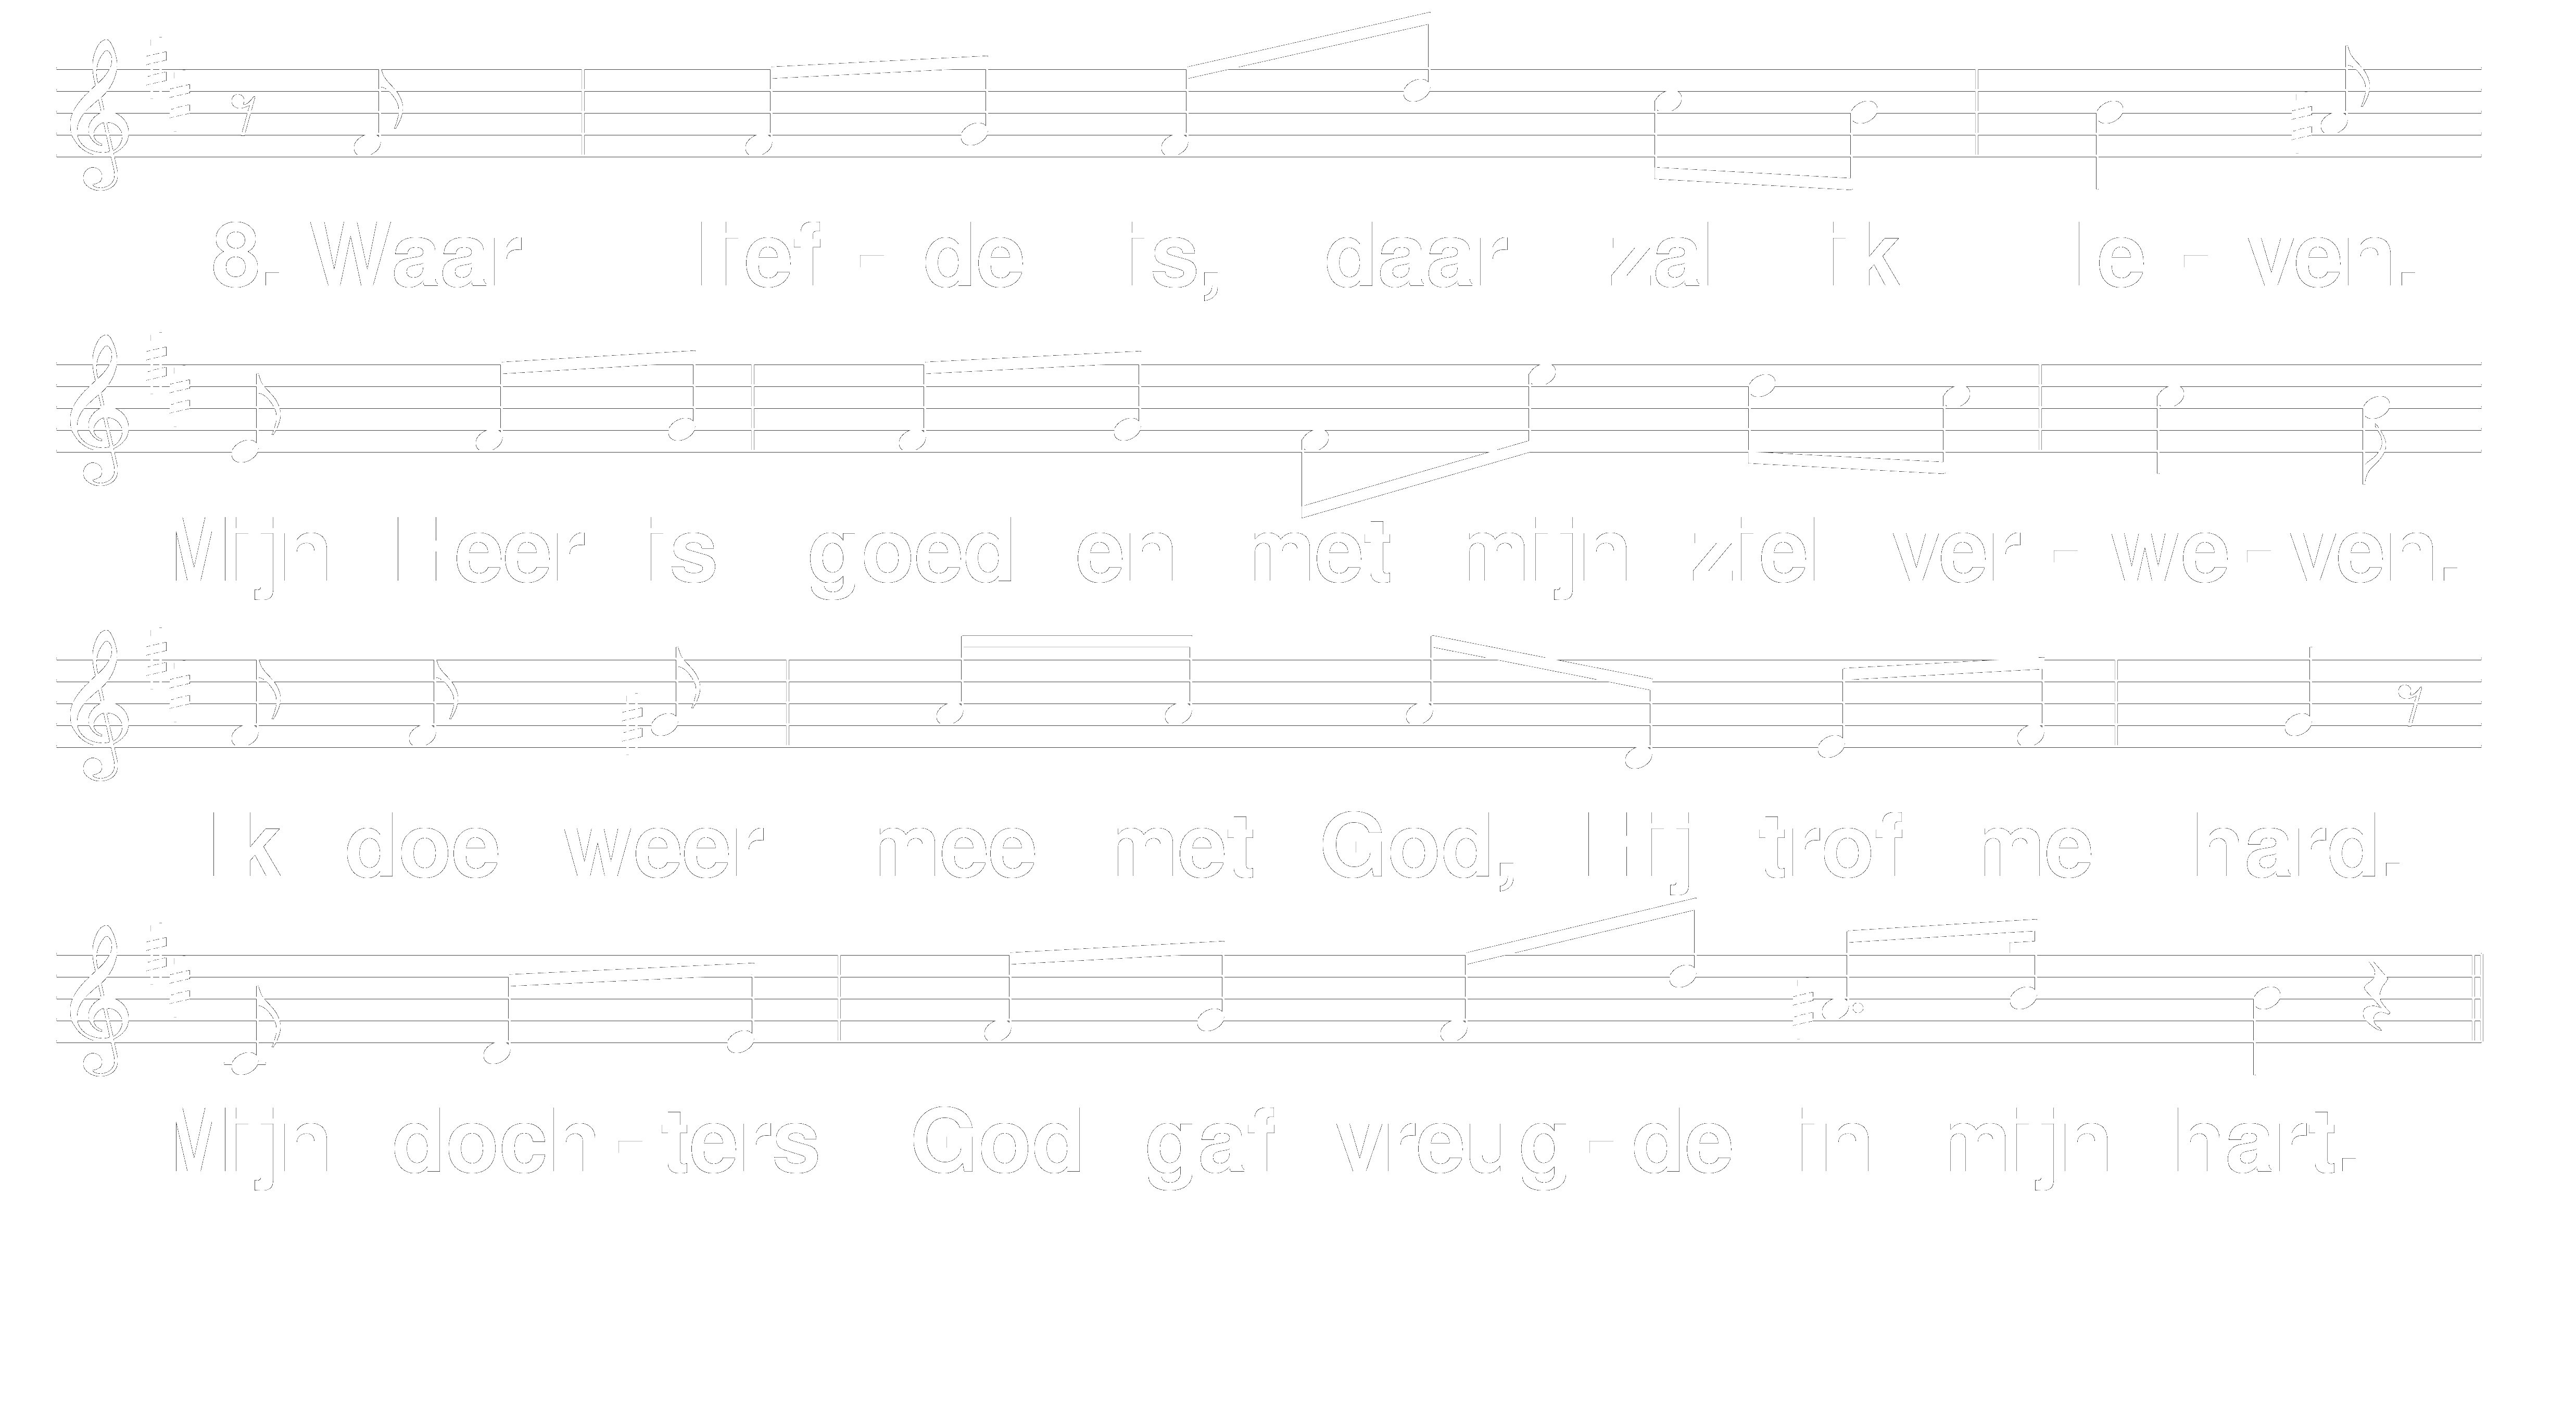 8. Waar lief - de is, daar zal ik le - ven.
Mijn Heer is goed en met mijn ziel ver - we - ven.
Ik doe weer mee met God, Hij trof me hard.
Mijn doch - ters God gaf vreug - de in mijn hart.